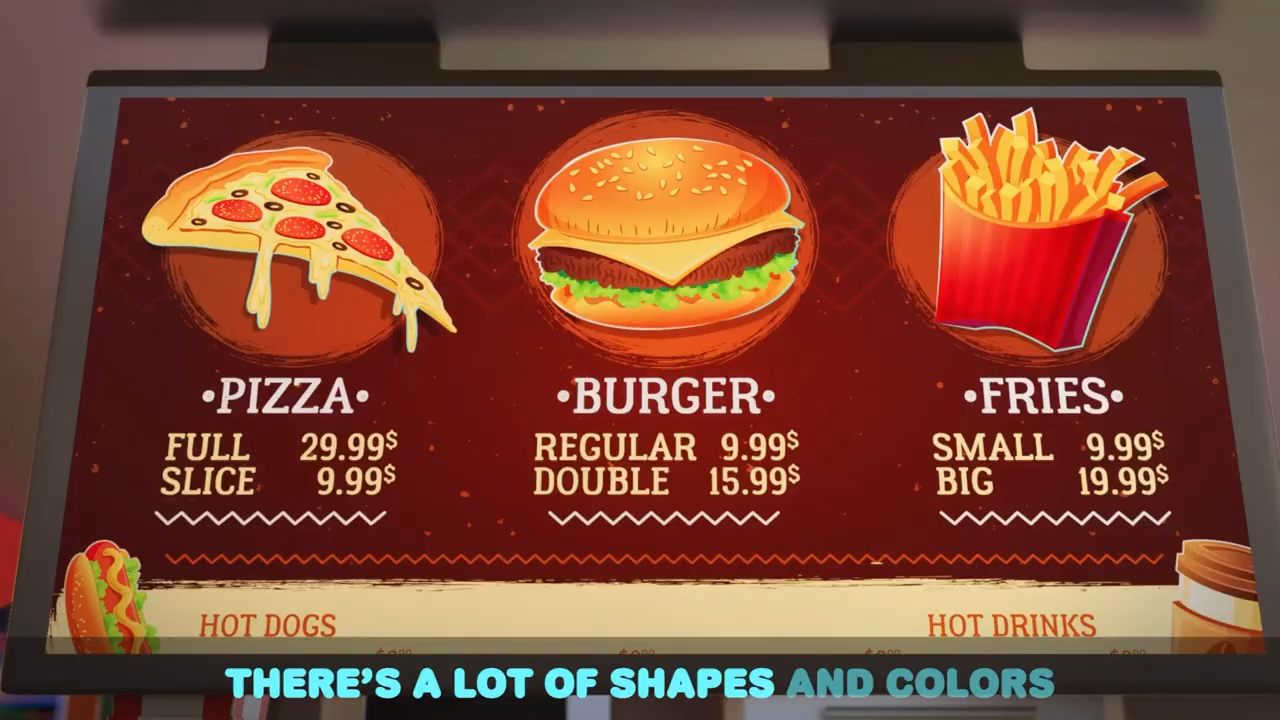 •PIZZA•
FULL 29.99$
SLICE 9.99$
•BURGER•
REGULAR 9.99$
DOUBLE 15.99$
•FRIES•
SMALL 9.99$
BIG 19.99$
HOT DOGS
HOT DRINKS
THERE'S A LOT OF SHAPES AND COLORS